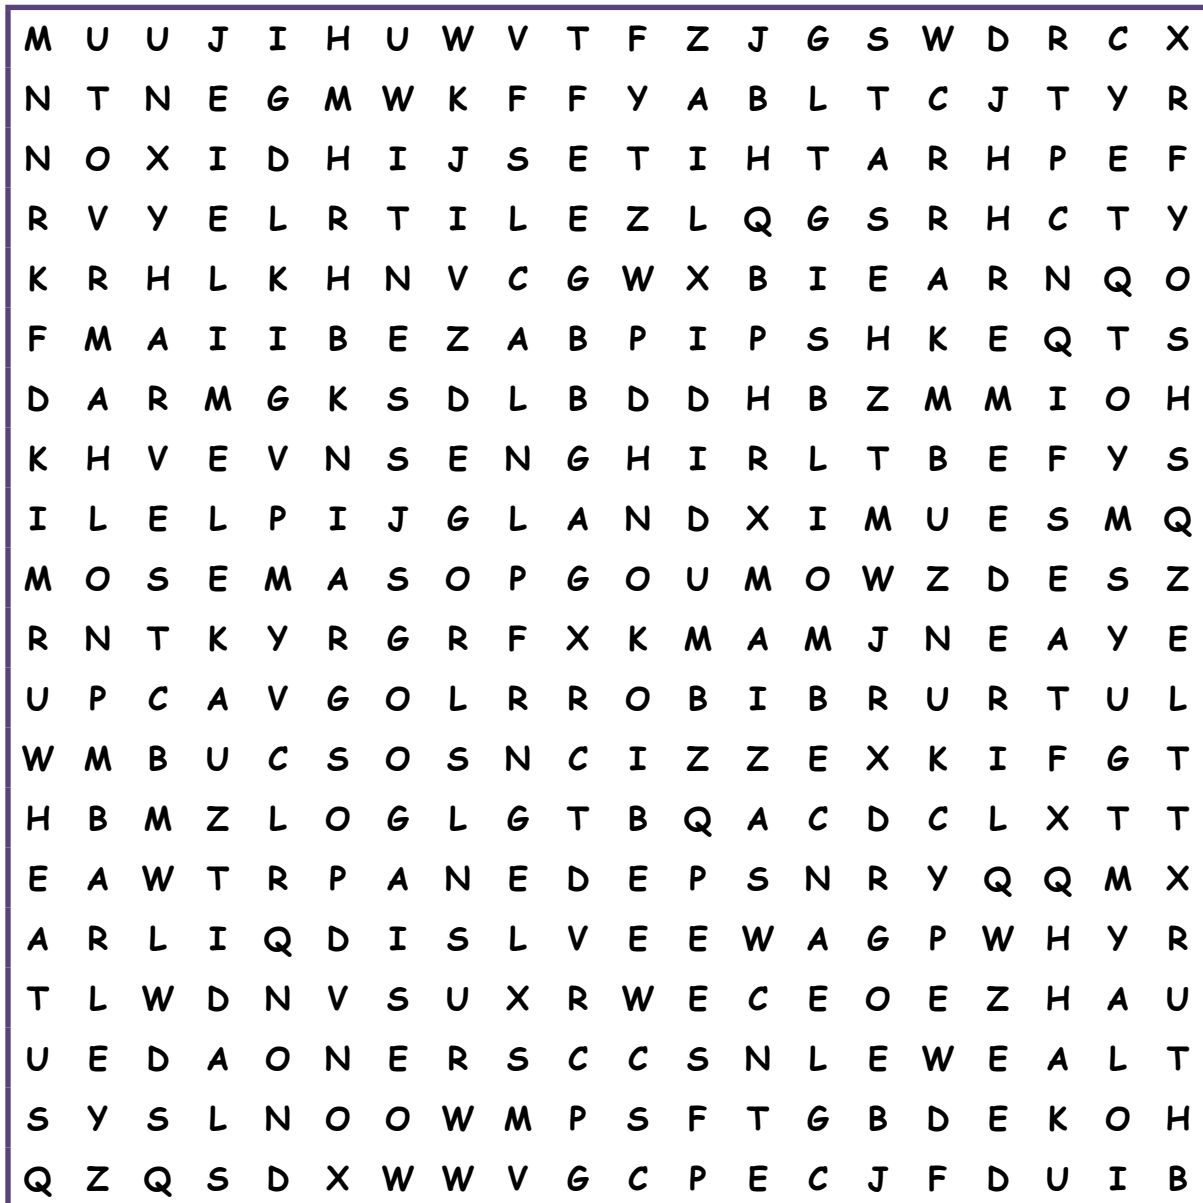 M U U J I H U W V T F Z J G S W D R C X
N T N E G M W K F F Y A B L T C J T Y R
N O X I D H I J S E T I H T A R H P E F
R V Y E L R T I L E Z L Q G S R H C T Y
K R H L K H N V C G W X B I E A R N Q O
F M A I I B E Z A B P I P S H K E Q T S
D A R M G K S D L B D D H B Z M M I O H
K H V E V N S E N G H I R L T B E F Y S
I L E L P I J G L A N D X I M U E S M Q
M O S E M A S O P G O U M O W Z D E S Z
R N T K Y R G R F X K M A M J N E A Y E
U P C A V G O L R R O B I B R U R T U L
W M B U C S O S N C I Z Z E X K I F G T
H B M Z L O G L G T B Q A C D C L X T T
E A W T R P A N E D E P S N R Y Q Q M X
A R L I Q D I S L V E E W A G P W H Y R
T L W D N V S U X R W E C E O E Z H A U
U E D A O N E R S C C S N L E W E A L T
S Y S L N O O W M P S F T G B D E K O H
Q Z Q S D X W W V G C P E C J F D U I B